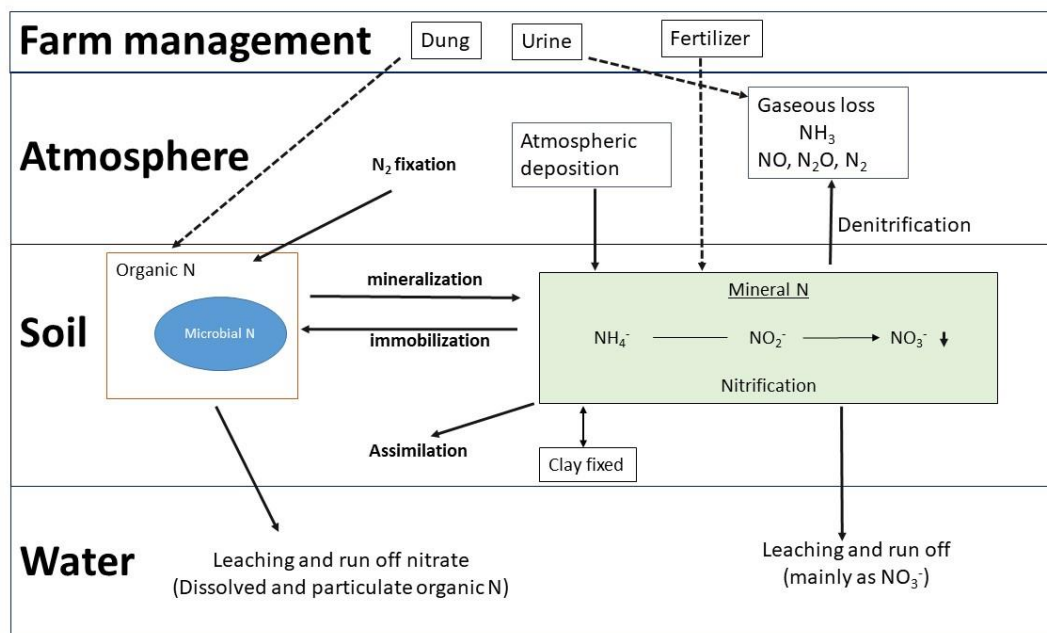 Farm management
Dung
Urine
Fertilizer
Atmosphere
N₂ fixation
Atmospheric
deposition
Gaseous loss
NH₃
NO, N₂O, N₂
Denitrification
Soil
Organic N
Microbial N
mineralization
immobilization
Mineral N
NH₄⁻
NO₂⁻
NO₃⁻
Nitrification
Assimilation
Clay fixed
Water
Leaching and run off nitrate
(Dissolved and particulate organic N)
Leaching and run off
(mainly as NO₃⁻)